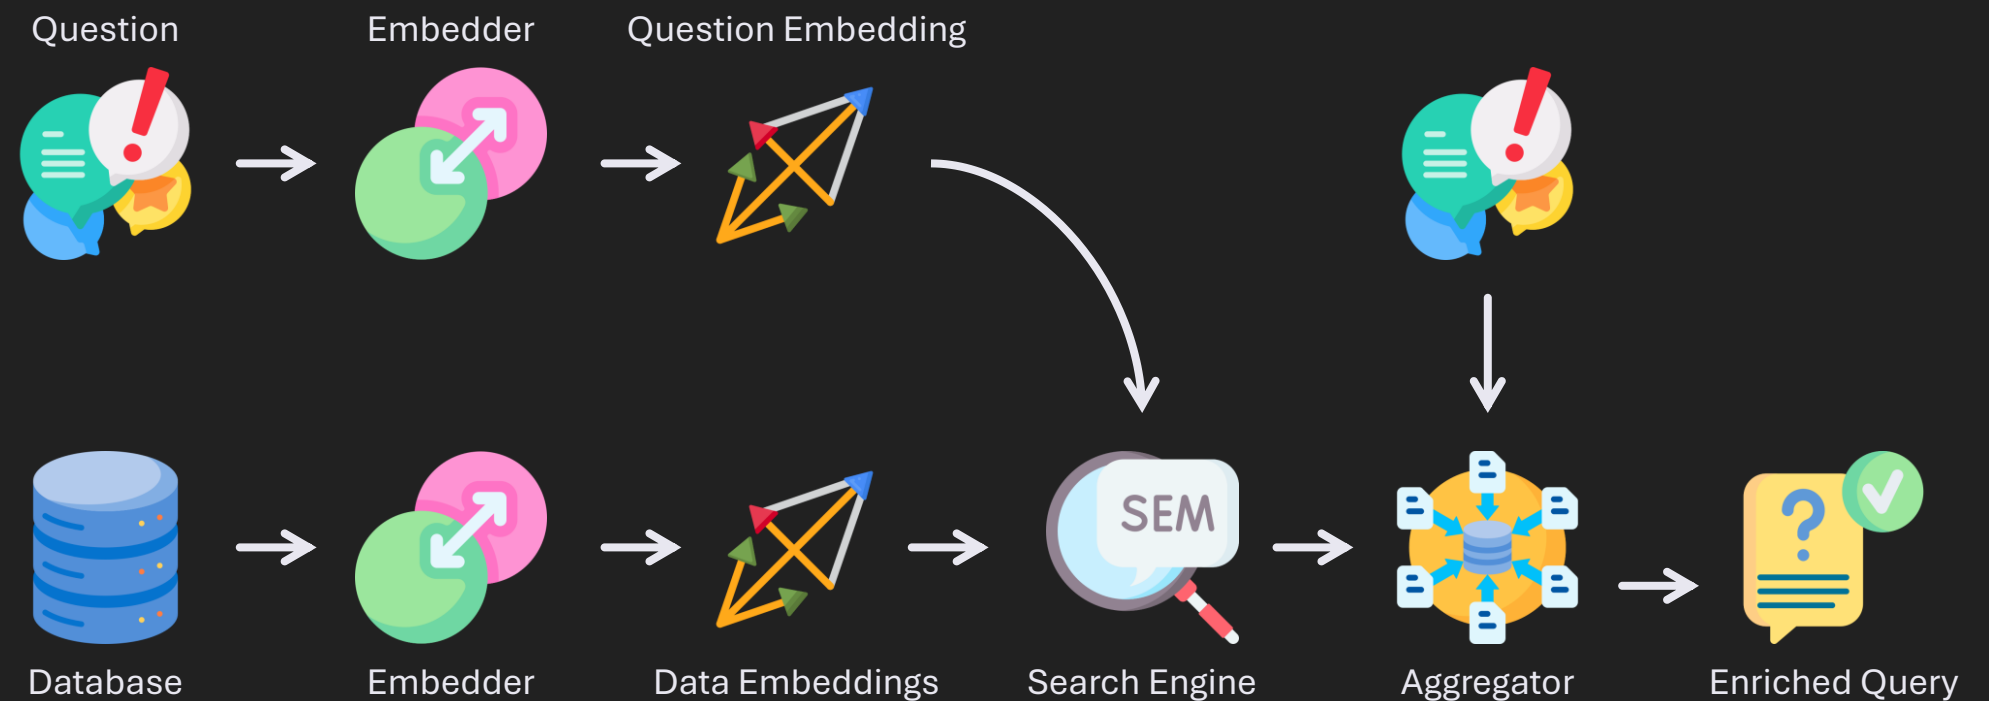 Question
Embedder
Question Embedding
SEM
Database
Embedder
Data Embeddings
Search Engine
Aggregator
Enriched Query